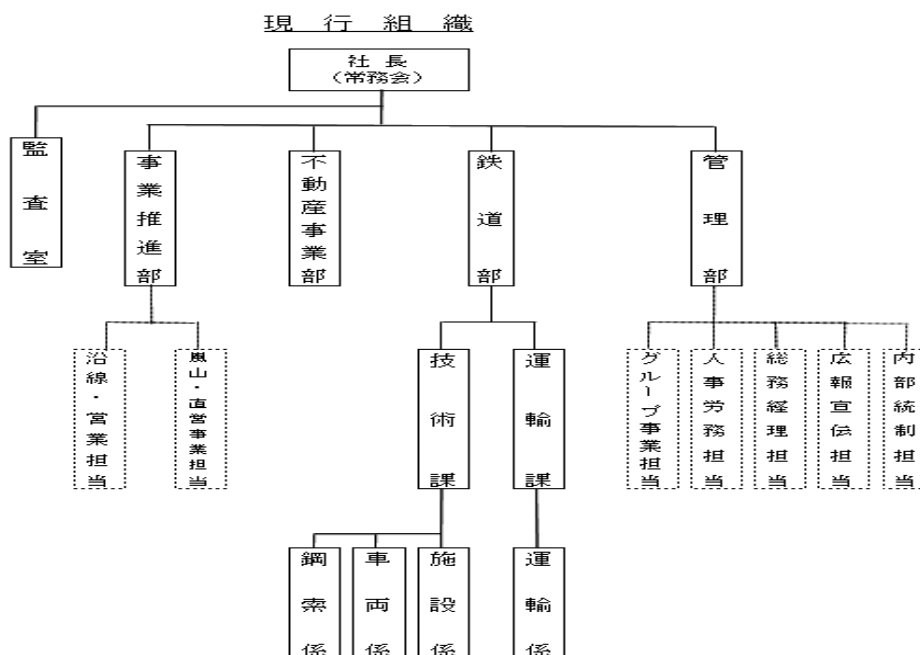 現行組織
社長
(常務会)
監査室
事業推進部
不動産事業部
鉄道部
管理部
沿線・営業担当
嵐山・直営事業担当
技術課
運輸課
グループ事業担当
人事労務担当
総務経理担当
広報宣伝担当
内部統制担当
鋼索係
車両係
施設係
運輸係